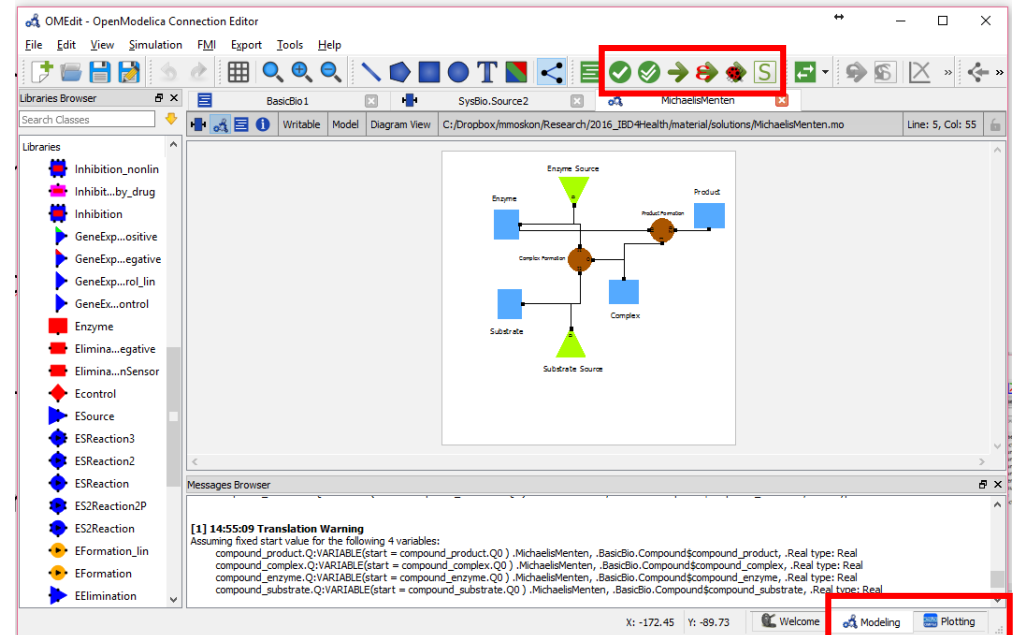 OMEdit - OpenModelica Connection Editor
File Edit View Simulation FMI Export Tools Help
T S S
Libraries Browser
BasicBio1 SysBio.Source2 MichaelisMenten
Search Classes
Writable Model Diagram View C:/Dropbox/mmoskon/Research/2016_IBD4Health/material/solutions/MichaelisMenten.mo Line: 5, Col: 55
Libraries
Inhibition_nonlin
Inhibit...by_drug
Inhibition
GeneExp...ositive
GeneExp...egative
GeneExp...rol_lin
GeneEx...ontrol
Enzyme
Elimina...egative
Elimina...nSensor
Econtrol
ESource
ESReaction3
ESReaction2
ESReaction
ES2Reaction2P
ES2Reaction
EFormation_lin
EFormation
EElimination
Enzyme Source
Enzyme
Product
Product Formation
Complex Formation
Complex
Substrate
Substrate Source
Messages Browser
[1] 14:55:09 Translation Warning
Assuming fixed start value for the following 4 variables:
compound_product.Q:VARIABLE(start = compound_product.Q0 ) .MichaelisMenten, .BasicBio.Compound$compound_product, .Real type: Real
compound_complex.Q:VARIABLE(start = compound_complex.Q0 ) .MichaelisMenten, .BasicBio.Compound$compound_complex, .Real type: Real
compound_enzyme.Q:VARIABLE(start = compound_enzyme.Q0 ) .MichaelisMenten, .BasicBio.Compound$compound_enzyme, .Real type: Real
compound_substrate.Q:VARIABLE(start = compound_substrate.Q0 ) .MichaelisMenten, .BasicBio.Compound$compound_substrate, .Real type: Real
X: -172.45 Y: -89.73 Welcome Modeling Plotting